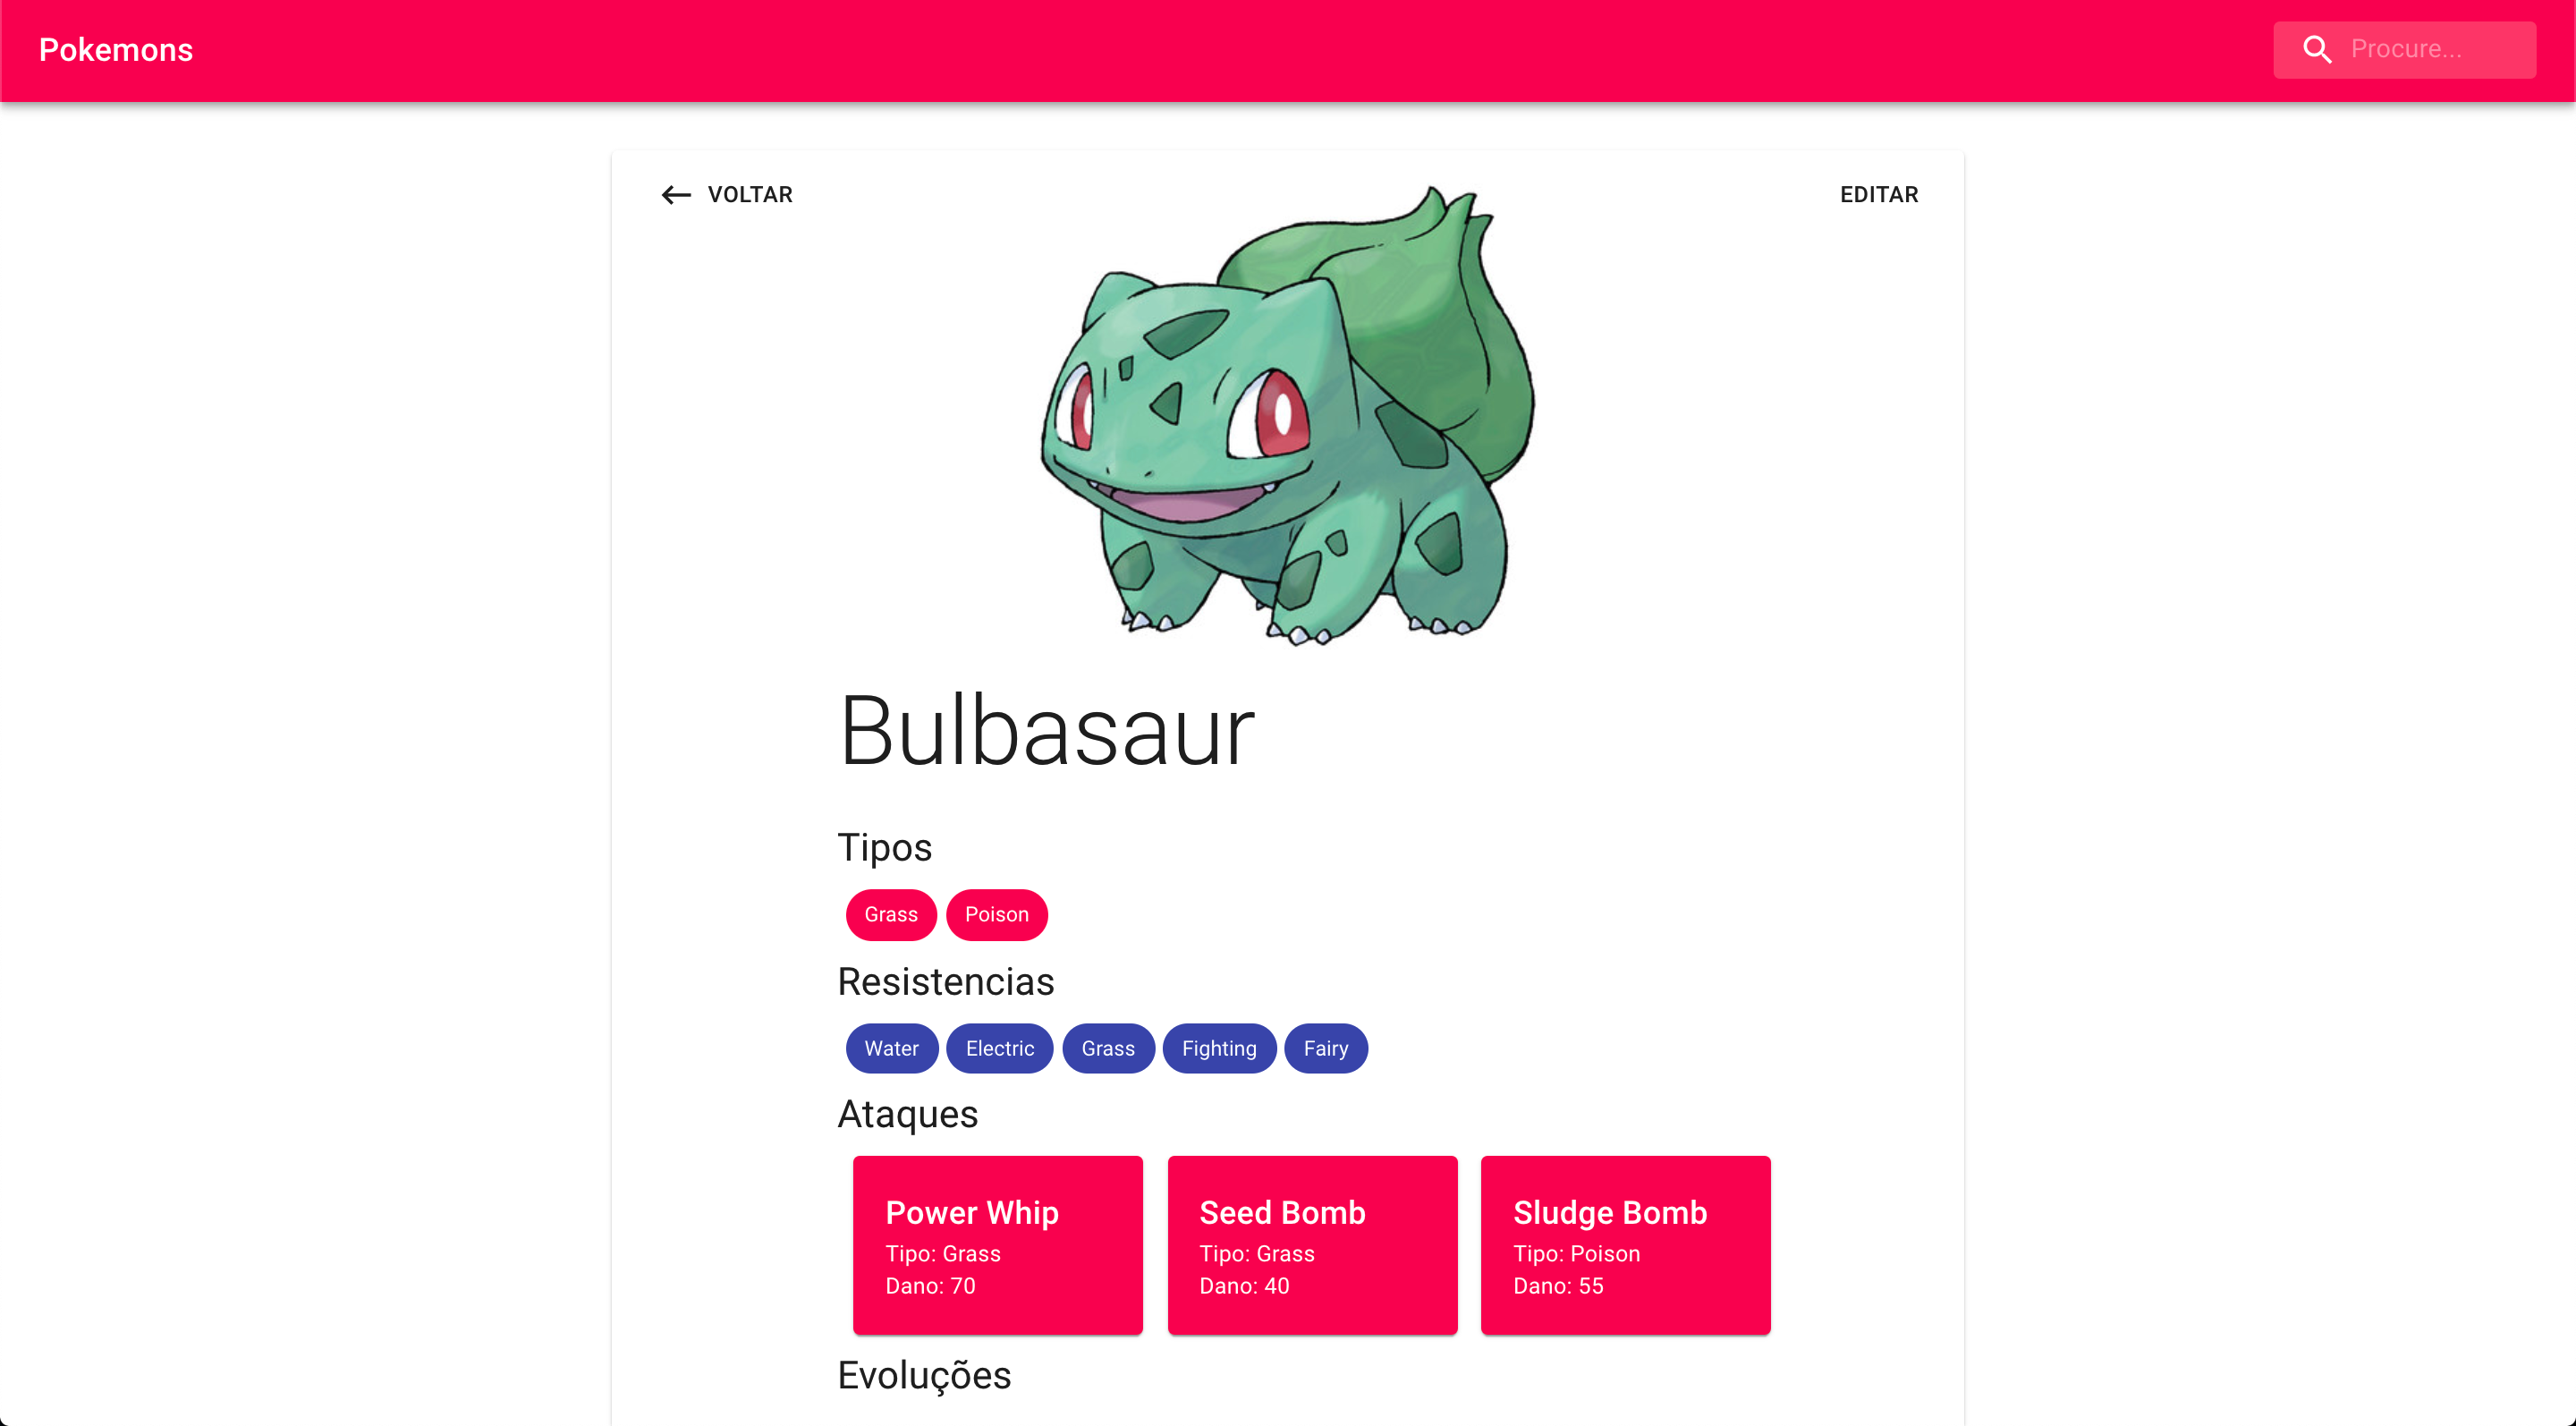 Pokemons
Procure...
VOLTAR
EDITAR
Bulbasaur
Tipos
Grass Poison
Resistencias
Water Electric Grass Fighting Fairy
Ataques
Power Whip
Tipo: Grass
Dano: 70
Seed Bomb
Tipo: Grass
Dano: 40
Sludge Bomb
Tipo: Poison
Dano: 55
Evoluções